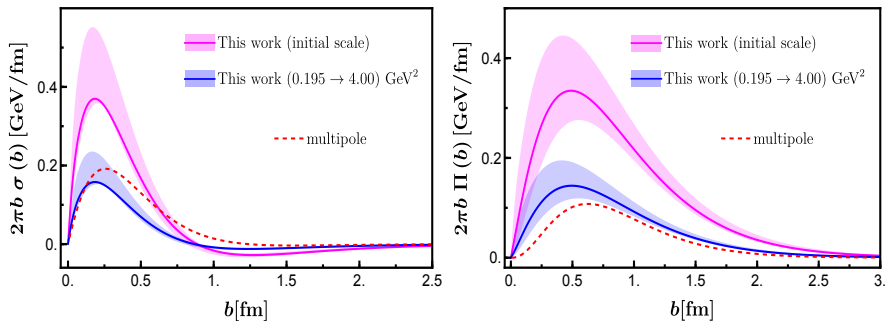 This work (initial scale)
This work (0.195 → 4.00) GeV²
multipole
2πb σ (b) [GeV/fm]
0.4
0.2
0.
0. 0.5 1. 1.5 2. 2.5
b[fm]
This work (initial scale)
This work (0.195 → 4.00) GeV²
multipole
2πb Π (b) [GeV/fm]
0.4
0.2
0.
0. 0.5 1. 1.5 2. 2.5 3.
b[fm]